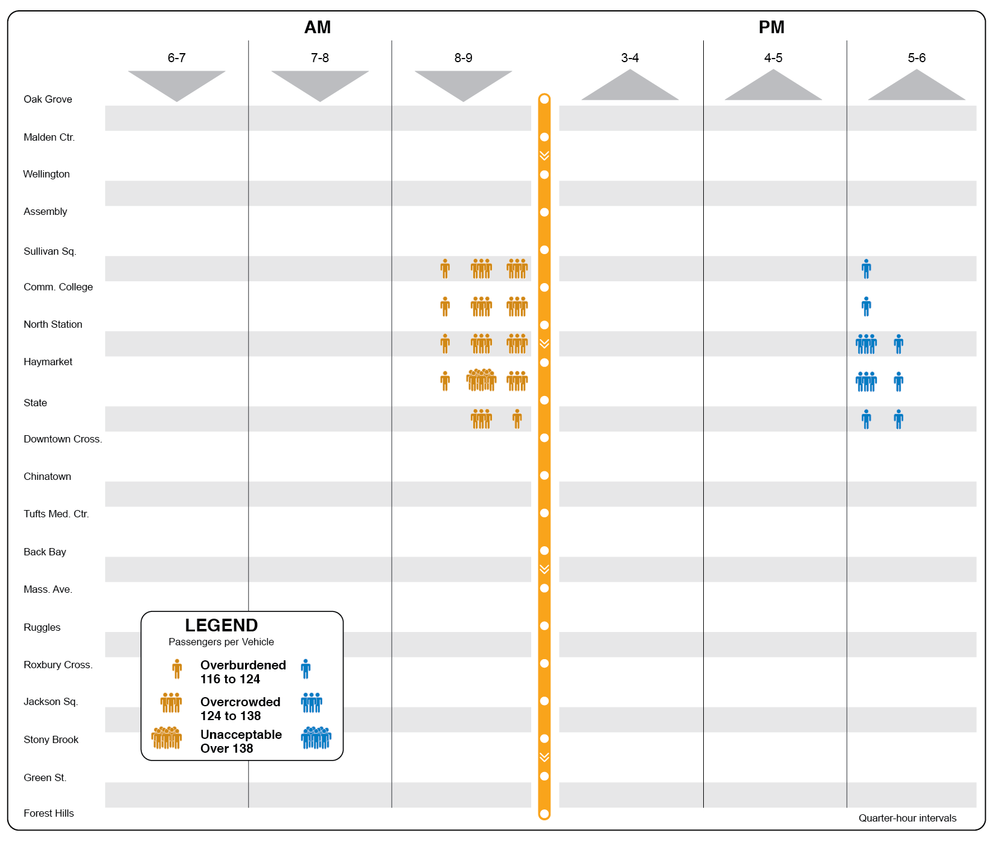 AM
PM
6-7
7-8
8-9
3-4
4-5
5-6
Oak Grove
Malden Ctr.
Wellington
Assembly
Sullivan Sq.
Comm. College
North Station
Haymarket
State
Downtown Cross.
Chinatown
Tufts Med. Ctr.
Back Bay
Mass. Ave.
Ruggles
Roxbury Cross.
Jackson Sq.
Stony Brook
Green St.
Forest Hills
LEGEND
Passengers per Vehicle
Overburdened
116 to 124
Overcrowded
124 to 138
Unacceptable
Over 138
Quarter-hour intervals